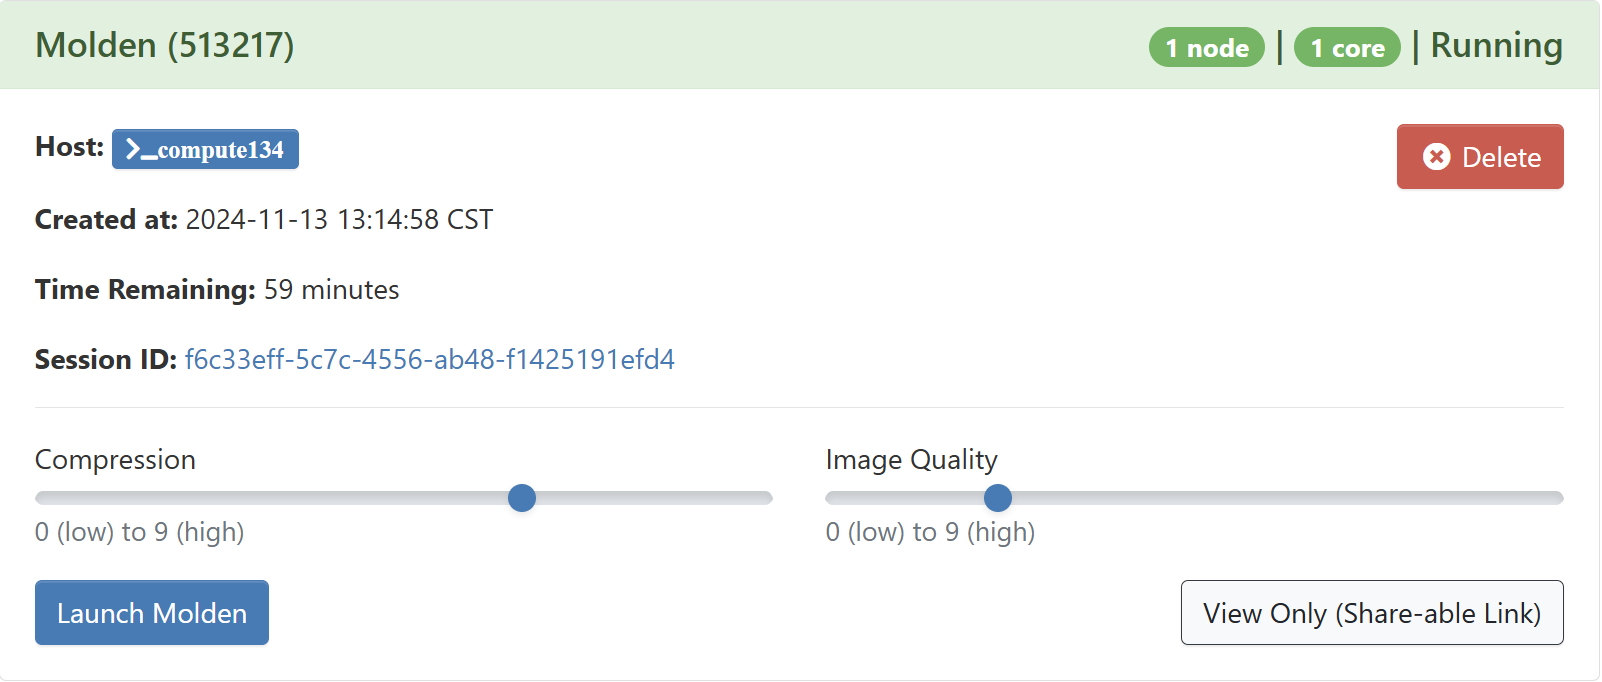 Molden (513217) 1 node | 1 core | Running
Host: >_compute134 Delete
Created at: 2024-11-13 13:14:58 CST
Time Remaining: 59 minutes
Session ID: f6c33eff-5c7c-4556-ab48-f1425191efd4
Compression Image Quality
0 (low) to 9 (high) 0 (low) to 9 (high)
Launch Molden View Only (Share-able Link)